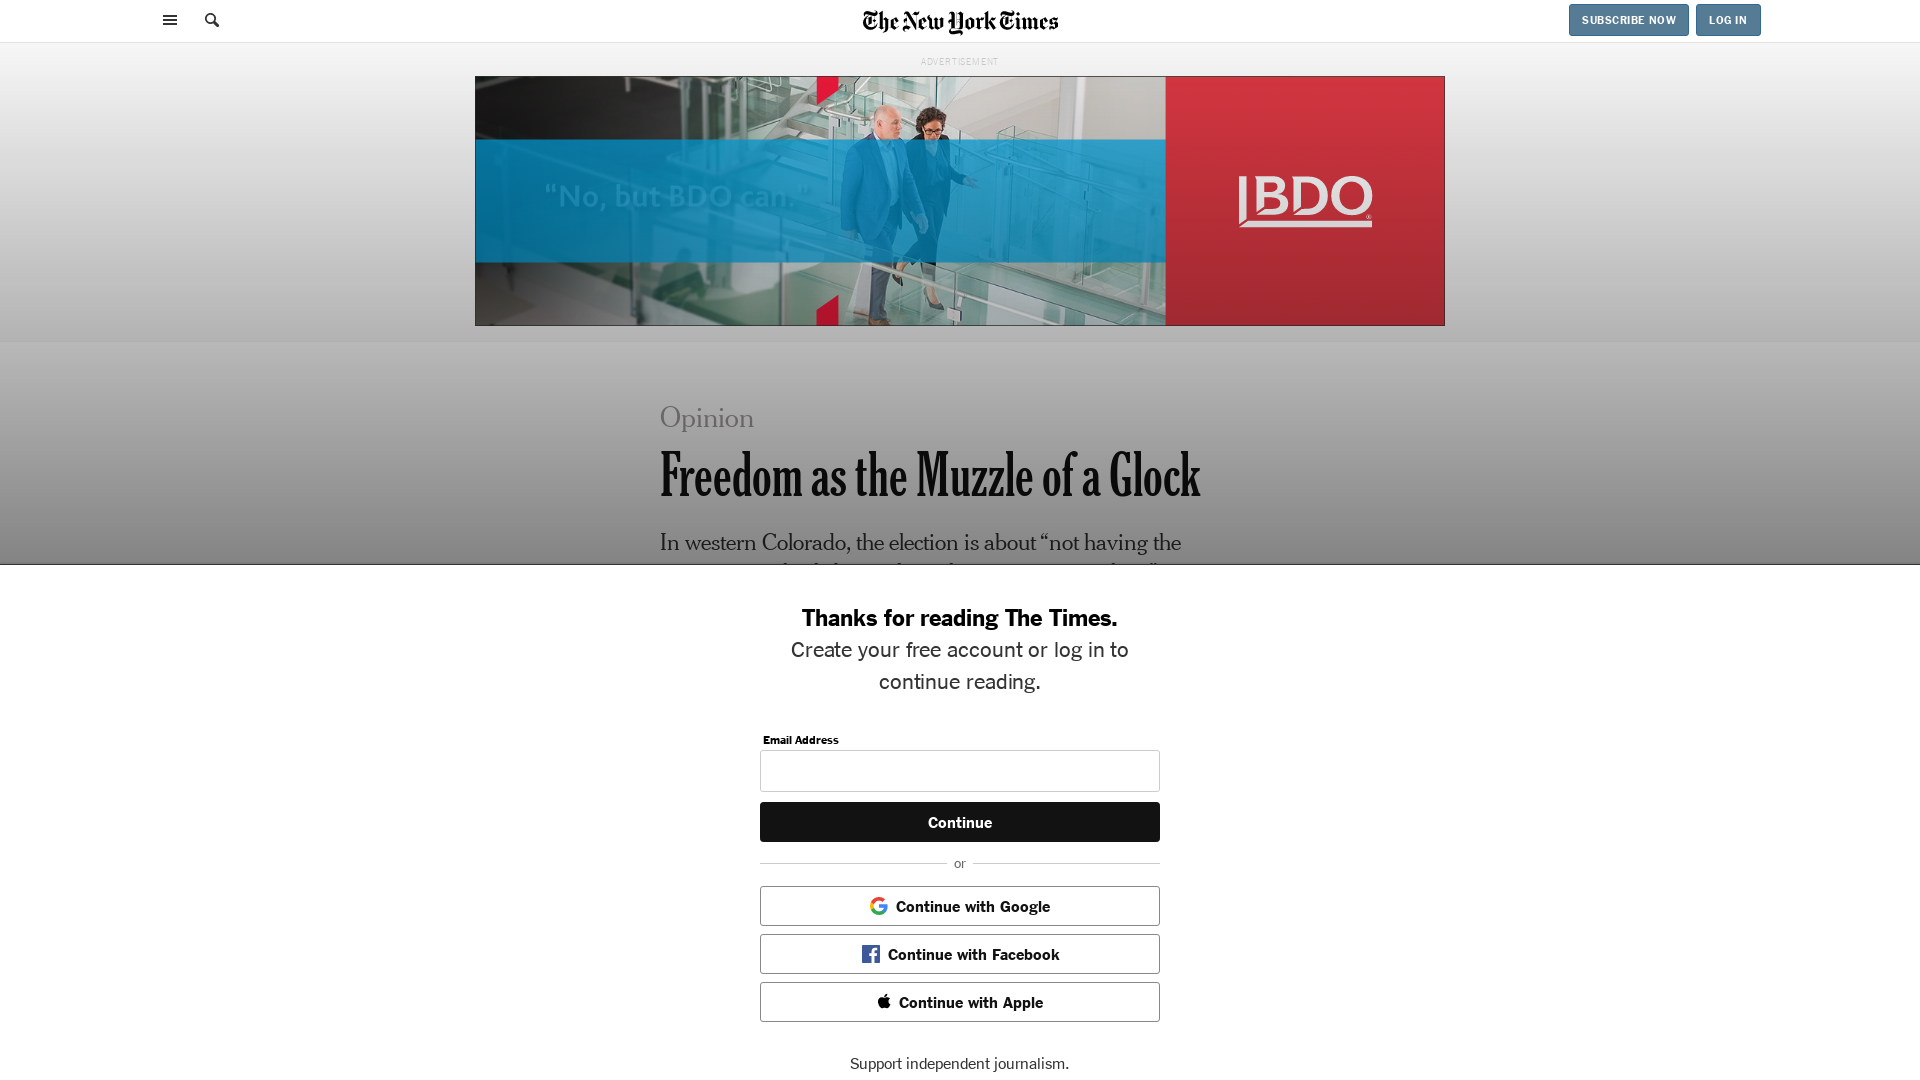 The New York Times
SUBSCRIBE NOW
LOG IN
ADVERTISEMENT
“No, but BDO can.”
BDO
Opinion
Freedom as the Muzzle of a Glock
In western Colorado, the election is about “not having the
Thanks for reading The Times.
Create your free account or log in to
continue reading.
Email Address
Continue
or
Continue with Google
Continue with Facebook
Continue with Apple
Support independent journalism.